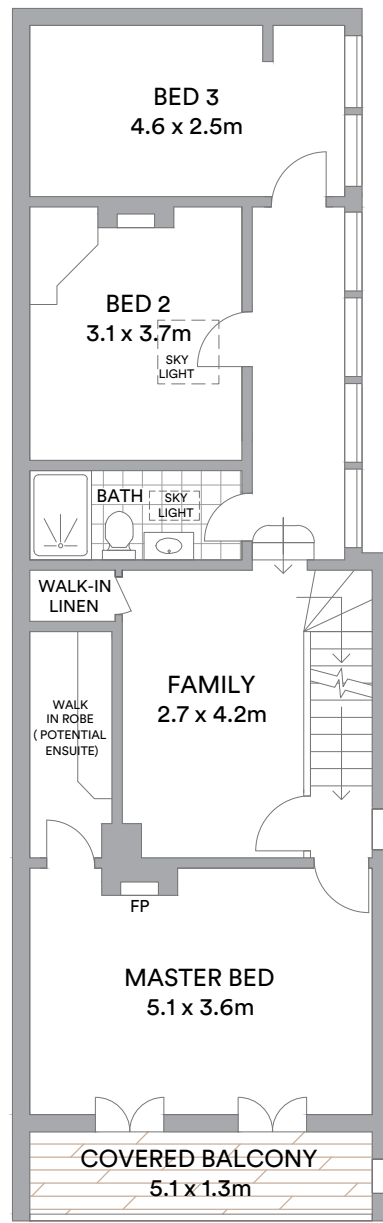 BED 3
4.6 x 2.5m
BED 2
3.1 x 3.7m
SKY
LIGHT
BATH
SKY
LIGHT
WALK-IN
LINEN
FAMILY
2.7 x 4.2m
WALK
IN ROBE
( POTENTIAL
ENSUITE)
FP
MASTER BED
5.1 x 3.6m
COVERED BALCONY
5.1 x 1.3m